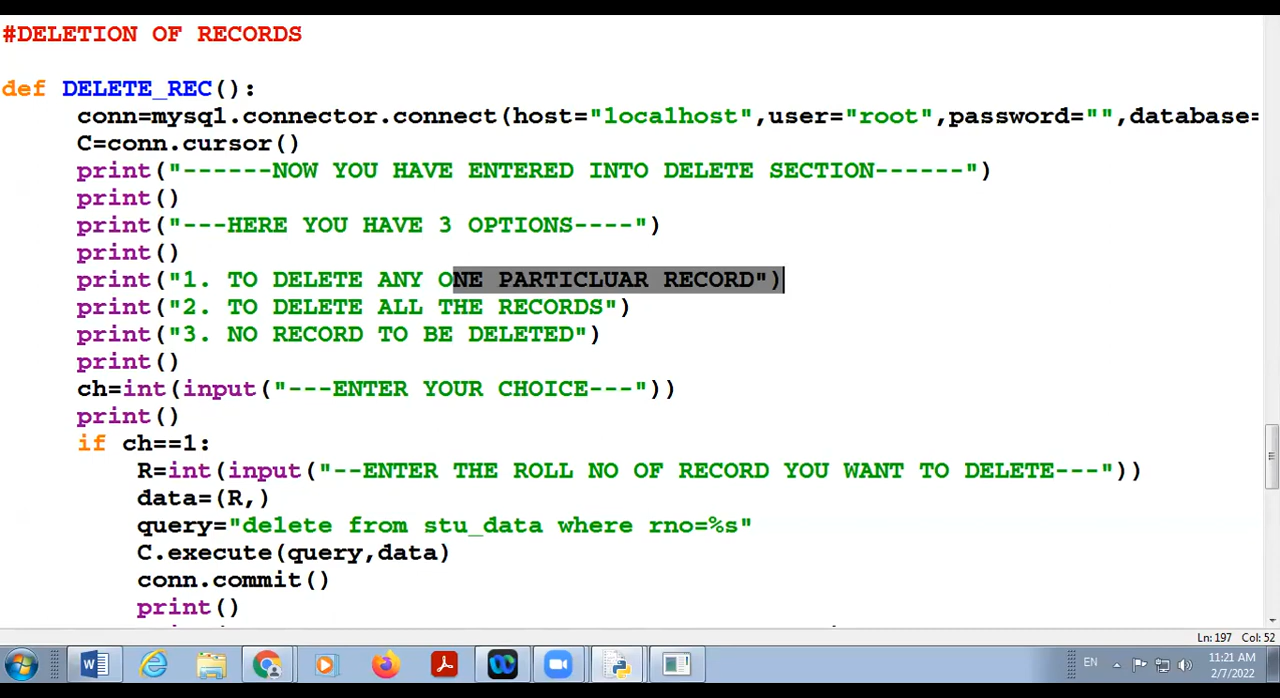 #DELETION OF RECORDS
def DELETE_REC():
conn=mysql.connector.connect(host="localhost",user="root",password="",database=
C=conn.cursor()
print("------NOW YOU HAVE ENTERED INTO DELETE SECTION------")
print()
print("---HERE YOU HAVE 3 OPTIONS----")
print()
print("1. TO DELETE ANY ONE PARTICLUAR RECORD")
print("2. TO DELETE ALL THE RECORDS")
print("3. NO RECORD TO BE DELETED")
print()
ch=int(input("---ENTER YOUR CHOICE---"))
print()
if ch==1:
R=int(input("--ENTER THE ROLL NO OF RECORD YOU WANT TO DELETE---"))
data=(R,)
query="delete from stu_data where rno=%s"
C.execute(query,data)
conn.commit()
print()
Ln: 197 Col: 52
EN
11:21 AM
2/7/2022